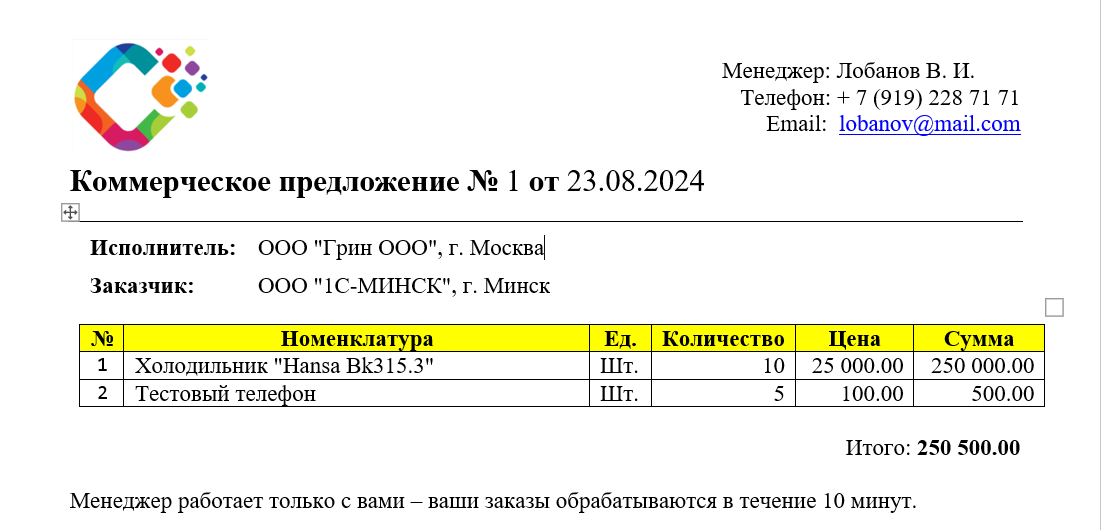 Менеджер: Лобанов В. И.
Телефон: + 7 (919) 228 71 71
Email: lobanov@mail.com
Коммерческое предложение № 1 от 23.08.2024
Исполнитель: ООО "Грин ООО", г. Москва
Заказчик: ООО "1С-МИНСК", г. Минск
№ Номенклатура Ед. Количество Цена Сумма
1 Холодильник "Hansa Bk315.3" Шт. 10 25 000.00 250 000.00
2 Тестовый телефон Шт. 5 100.00 500.00
Итого: 250 500.00
Менеджер работает только с вами – ваши заказы обрабатываются в течение 10 минут.